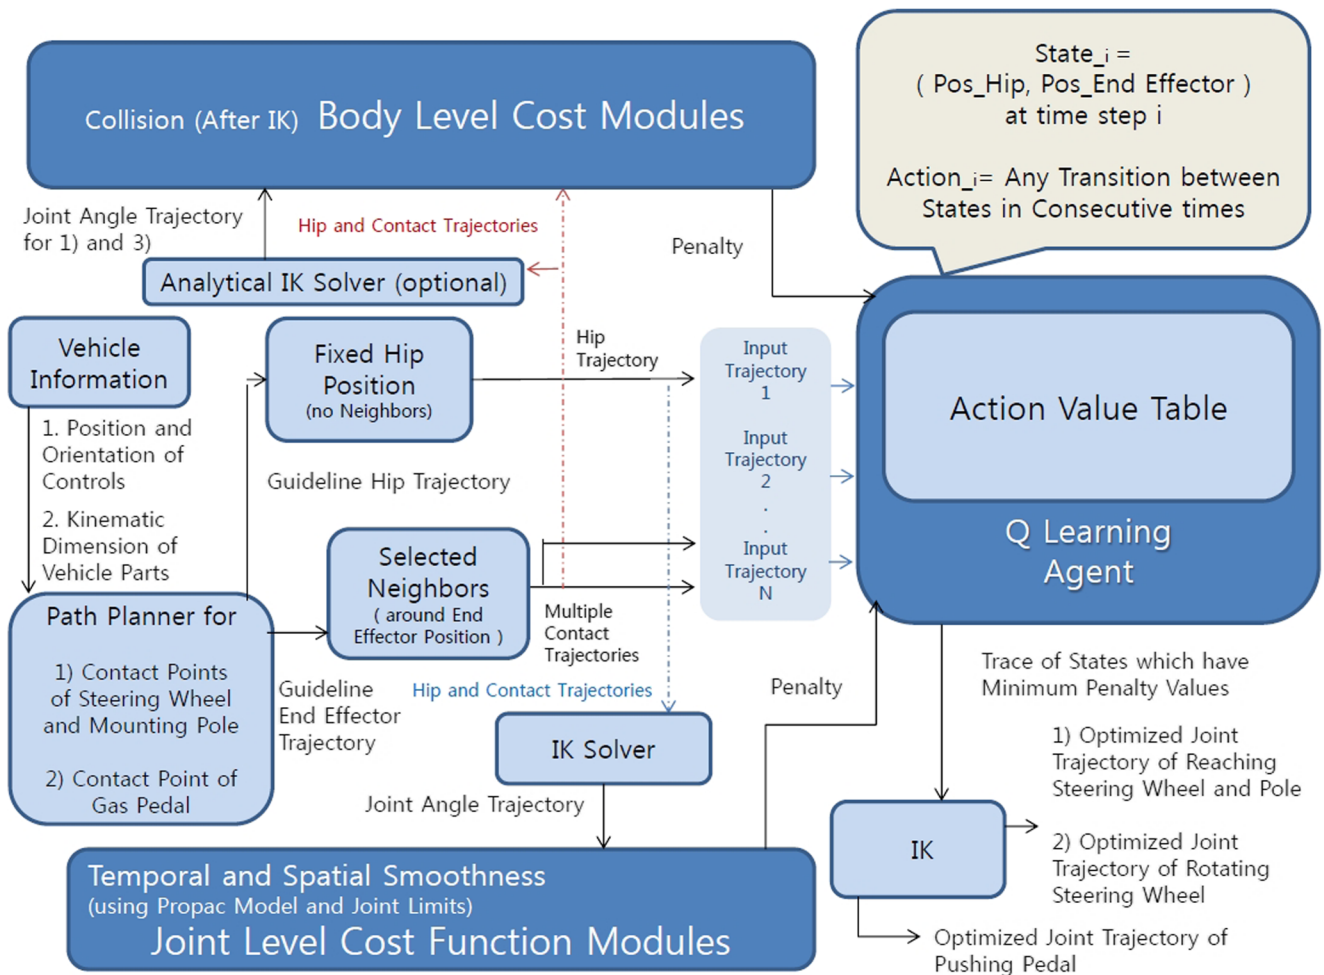 State_i =
( Pos_Hip, Pos_End Effector )
at time step i
Action_i= Any Transition between
States in Consecutive times
Collision (After IK) Body Level Cost Modules
Joint Angle Trajectory
for 1) and 3)
Hip and Contact Trajectories
Penalty
Analytical IK Solver (optional)
Vehicle
Information
Fixed Hip
Position
(no Neighbors)
Hip
Trajectory
Input
Trajectory
1
Input
Trajectory
2
.
.
Input
Trajectory
N
Action Value Table
Q Learning
Agent
1. Position and
Orientation of
Controls
2. Kinematic
Dimension of
Vehicle Parts
Guideline Hip Trajectory
Selected
Neighbors
( around End
Effector Position )
Multiple
Contact
Trajectories
Path Planner for
1) Contact Points
of Steering Wheel
and Mounting Pole
2) Contact Point of
Gas Pedal
Guideline
End Effector
Trajectory
Hip and Contact Trajectories
IK Solver
Joint Angle Trajectory
Penalty
Trace of States which have
Minimum Penalty Values
1) Optimized Joint
Trajectory of Reaching
Steering Wheel and Pole
IK
2) Optimized Joint
Trajectory of Rotating
Steering Wheel
Optimized Joint Trajectory of
Pushing Pedal
Temporal and Spatial Smoothness
(using Propac Model and Joint Limits)
Joint Level Cost Function Modules